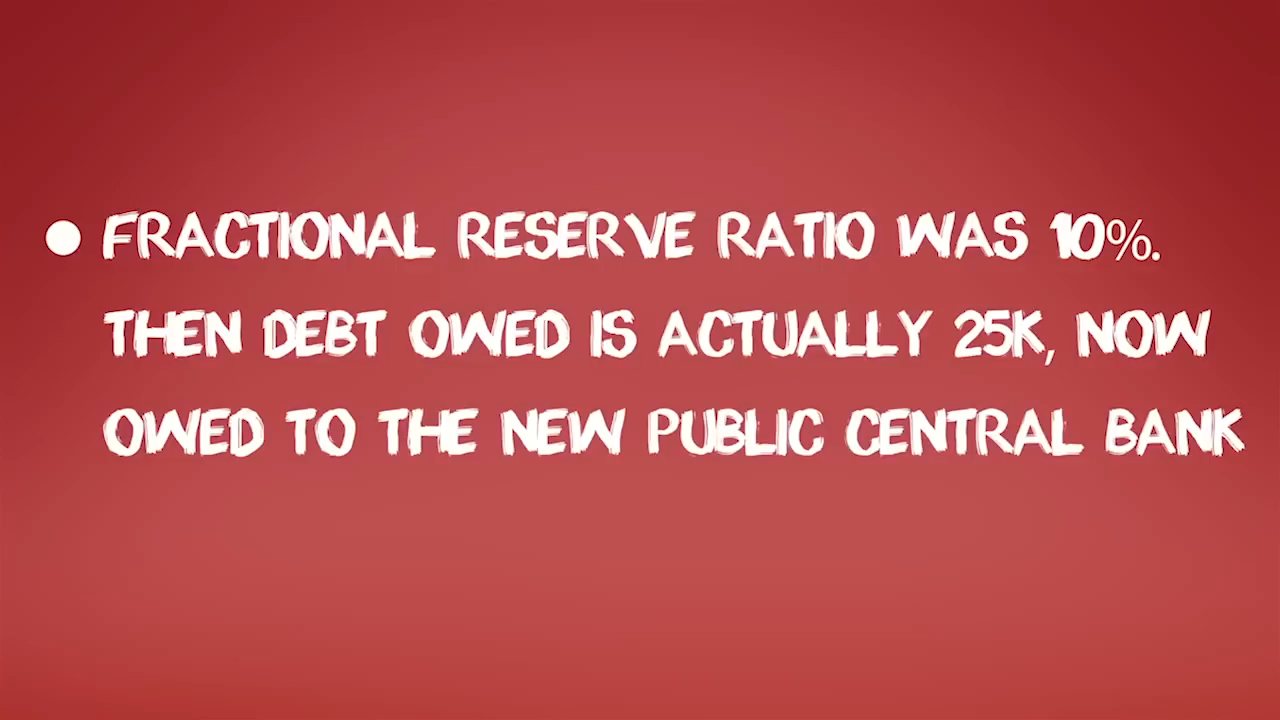 ● FRACTIONAL RESERVE RATIO WAS 10%.
THEN DEBT OWED IS ACTUALLY 25K, NOW
OWED TO THE NEW PUBLIC CENTRAL BANK